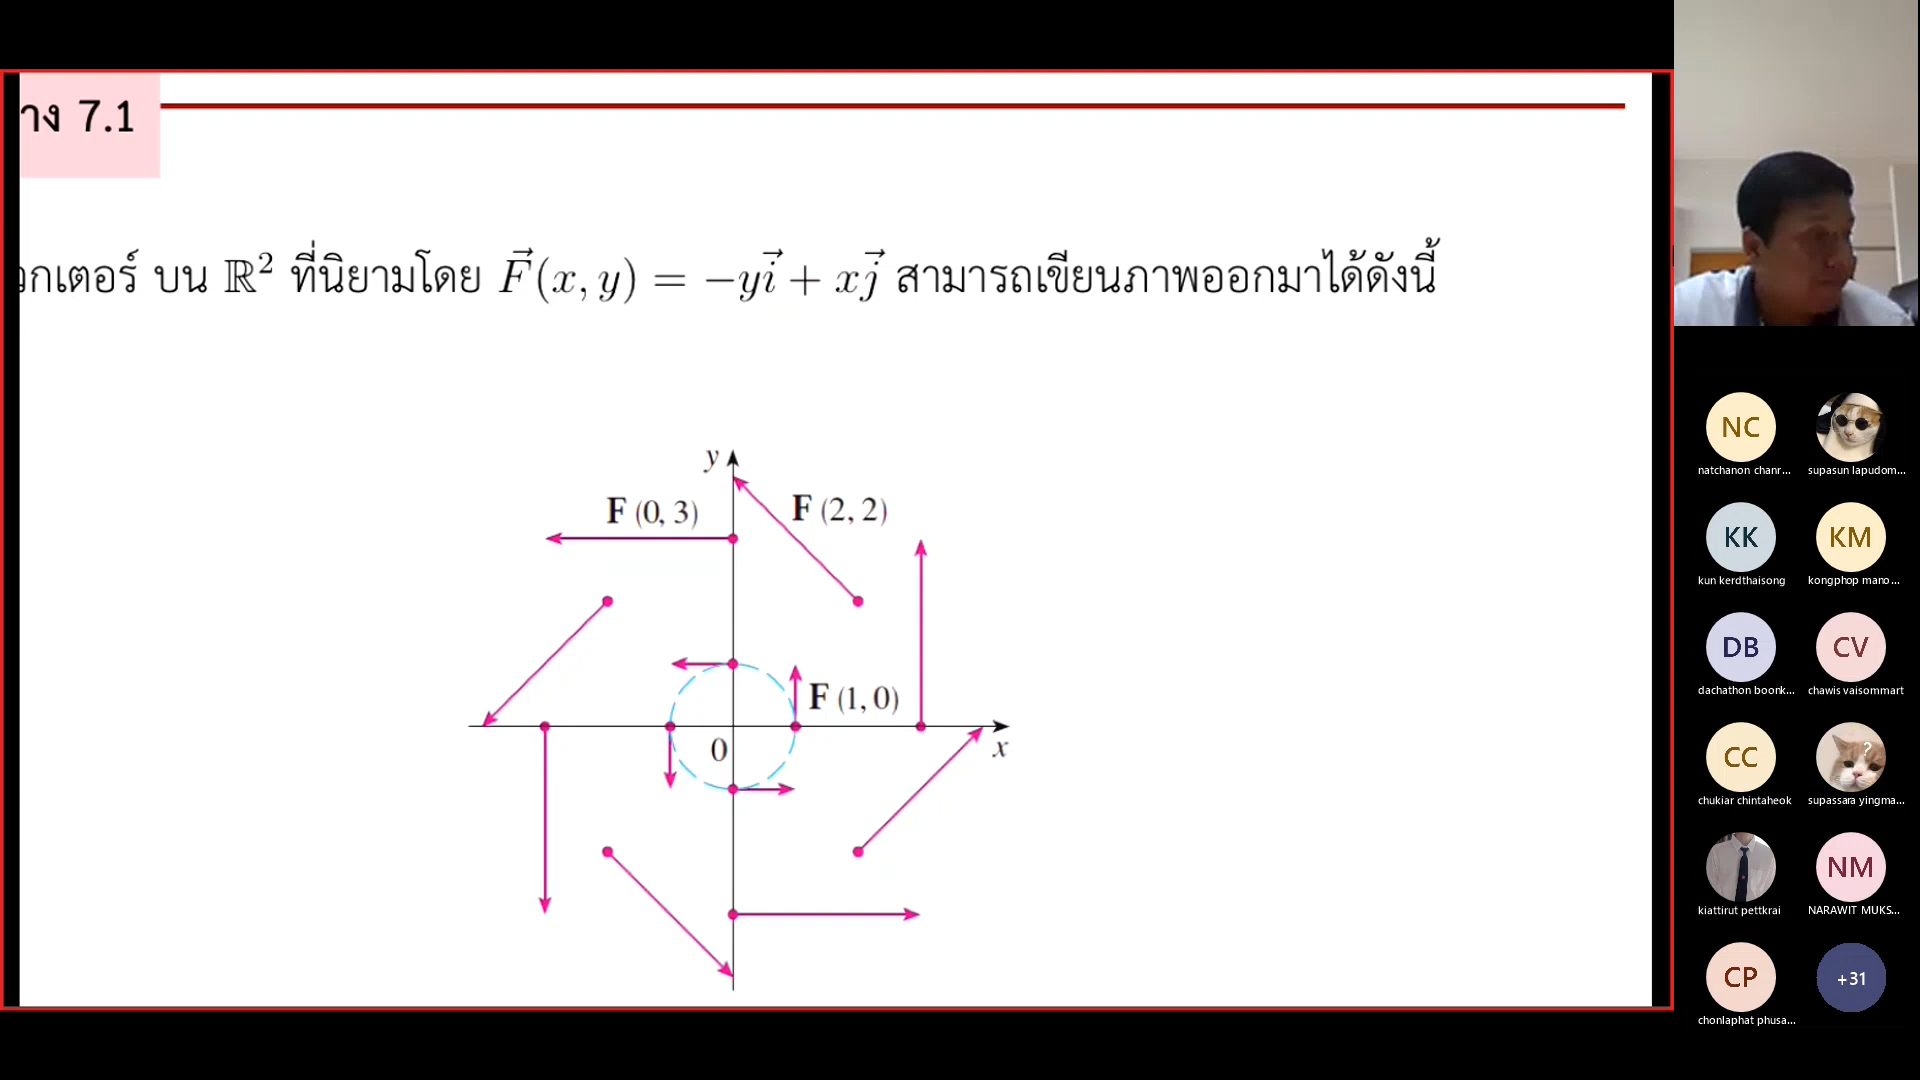 าง 7.1
วกเตอร์ บน ℝ² ที่นิยามโดย F⃗(x, y) = −yi⃗ + xj⃗ สามารถเขียนภาพออกมาได้ดังนี้
y
F (0, 3)
F (2, 2)
F (1, 0)
0
x
NC
natchanon chanr...
supasun lapudom...
KK
kun kerdthaisong
KM
kongphop mano...
DB
dachathon boonk...
CV
chawis vaisommart
CC
chukiar chintaheok
?
supassara yingma...
kiattirut pettkrai
NM
NARAWIT MUKS...
CP
chonlaphat phusa...
+31